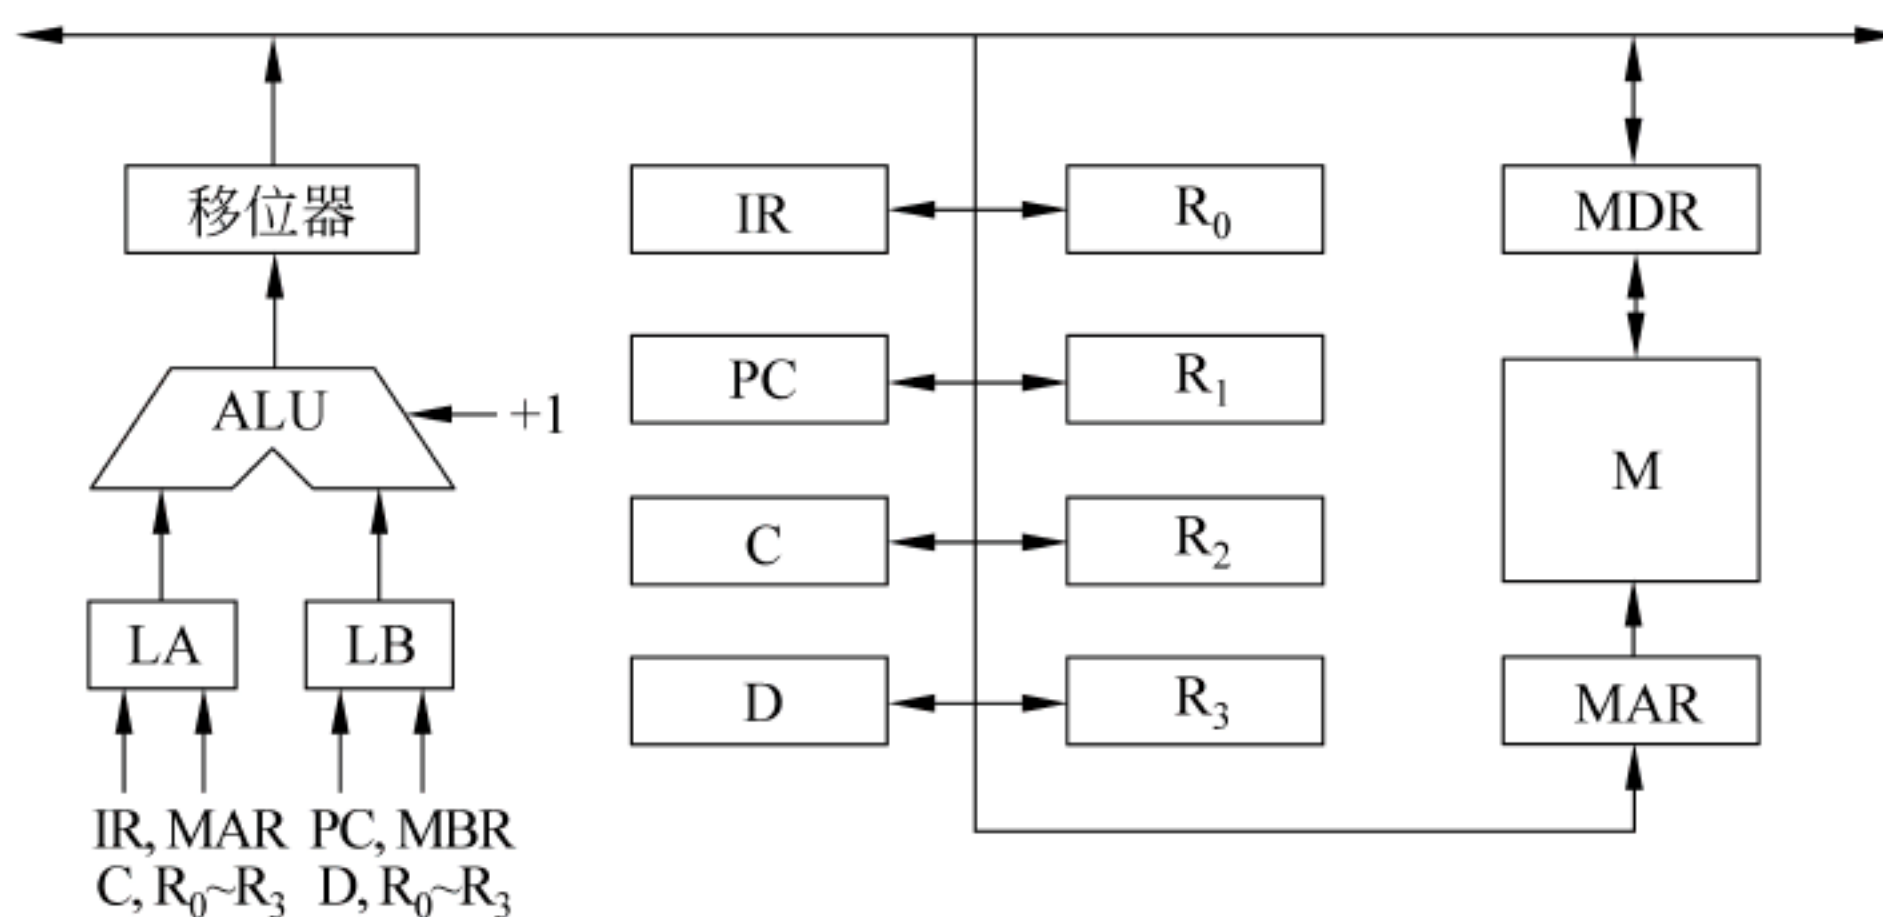 移位器
IR
R₀
MDR
ALU
+1
PC
R₁
M
C
R₂
LA
LB
D
R₃
MAR
IR, MAR PC, MBR
C, R₀~R₃ D, R₀~R₃